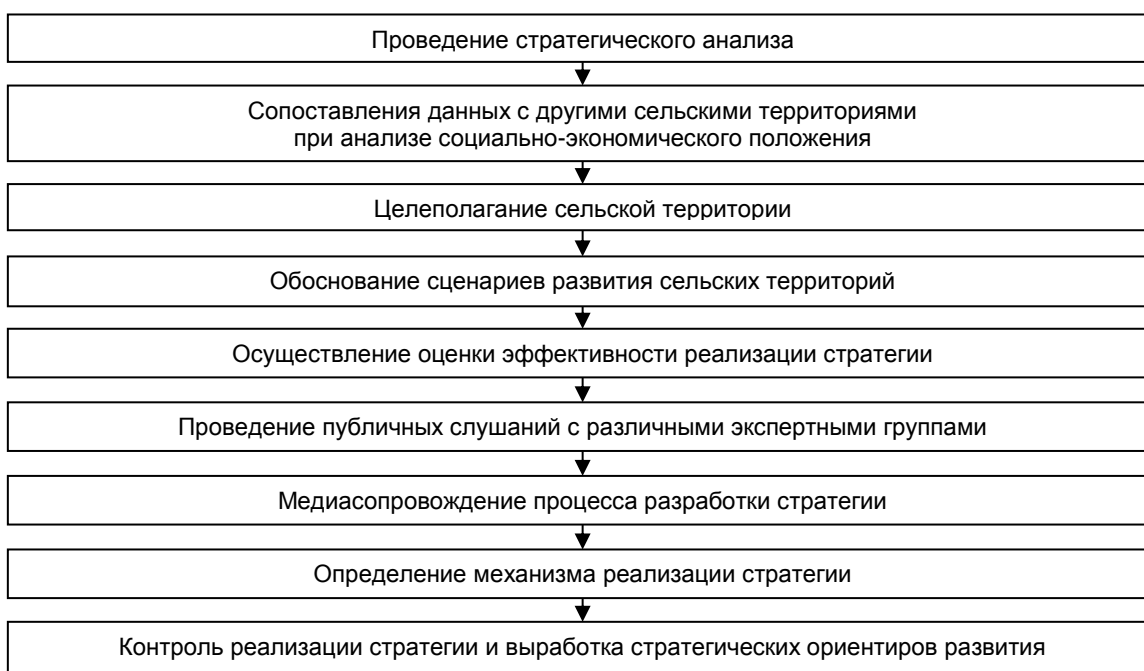 Проведение стратегического анализа
Сопоставления данных с другими сельскими территориями
при анализе социально-экономического положения
Целеполагание сельской территории
Обоснование сценариев развития сельских территорий
Осуществление оценки эффективности реализации стратегии
Проведение публичных слушаний с различными экспертными группами
Медиасопровождение процесса разработки стратегии
Определение механизма реализации стратегии
Контроль реализации стратегии и выработка стратегических ориентиров развития